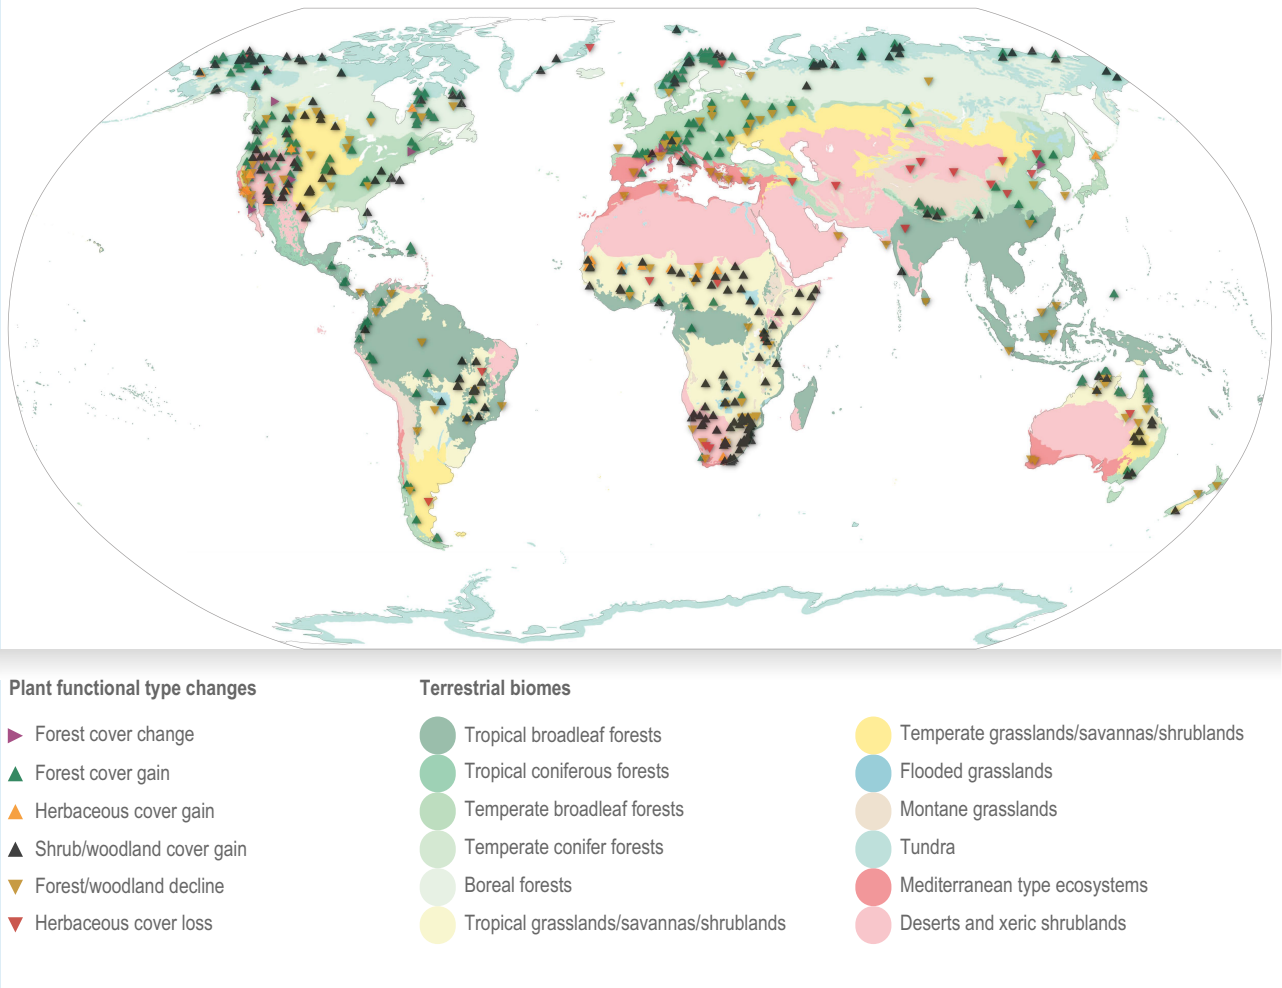 Plant functional type changes
Forest cover change
Forest cover gain
Herbaceous cover gain
Shrub/woodland cover gain
Forest/woodland decline
Herbaceous cover loss
Terrestrial biomes
Tropical broadleaf forests
Tropical coniferous forests
Temperate broadleaf forests
Temperate conifer forests
Boreal forests
Tropical grasslands/savannas/shrublands
Temperate grasslands/savannas/shrublands
Flooded grasslands
Montane grasslands
Tundra
Mediterranean type ecosystems
Deserts and xeric shrublands